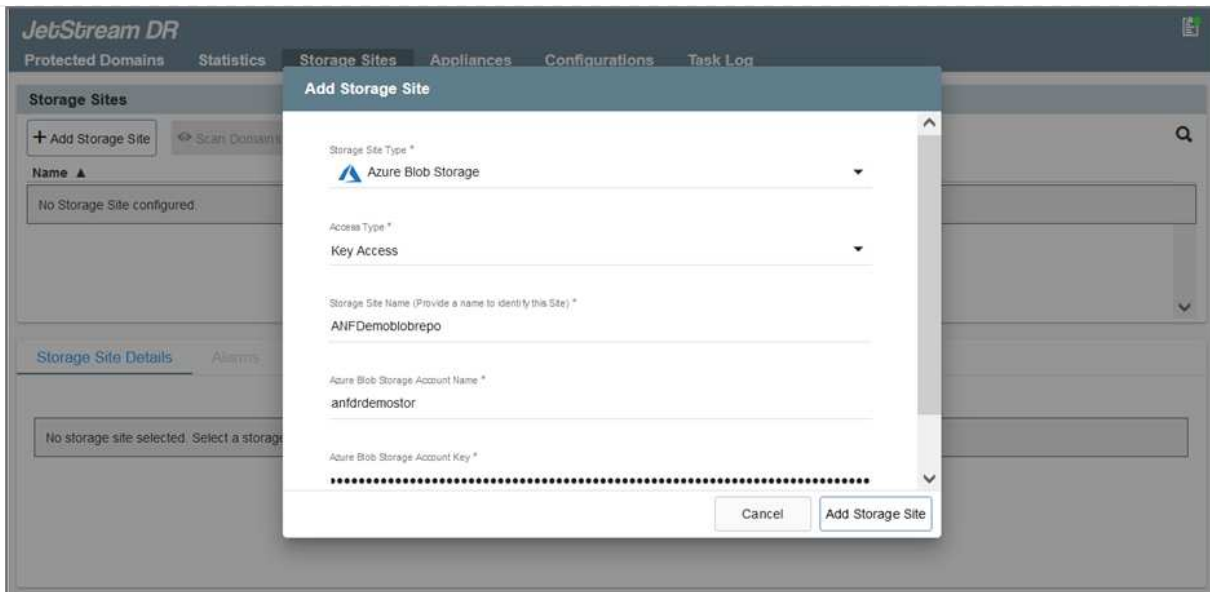 JetStream DR
Protected Domains Statistics Storage Sites Appliances Configurations Task Log
Storage Sites
+ Add Storage Site Scan Domains
Name ▲
No Storage Site configured.
Storage Site Details Alarms
No storage site selected. Select a storage
Add Storage Site
Storage Site Type *
Azure Blob Storage
Access Type *
Key Access
Storage Site Name (Provide a name to identify this Site) *
ANFDemoblobrepo
Azure Blob Storage Account Name *
anfdrdemostor
Azure Blob Storage Account Key *
Cancel Add Storage Site